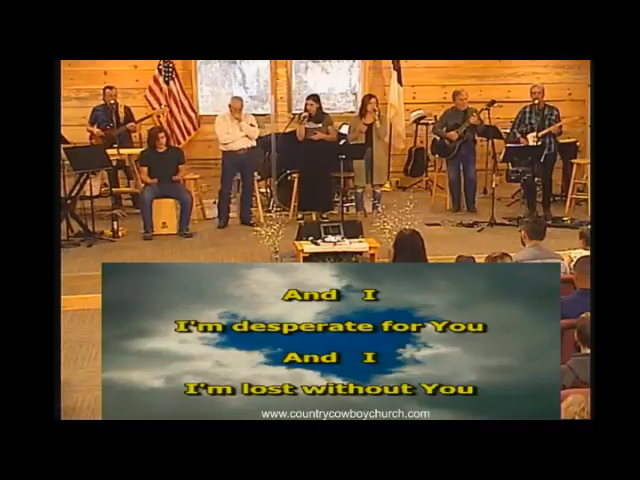 And I
I'm desperate for You
And I
I'm lost without You
www.countrycowboychurch.com